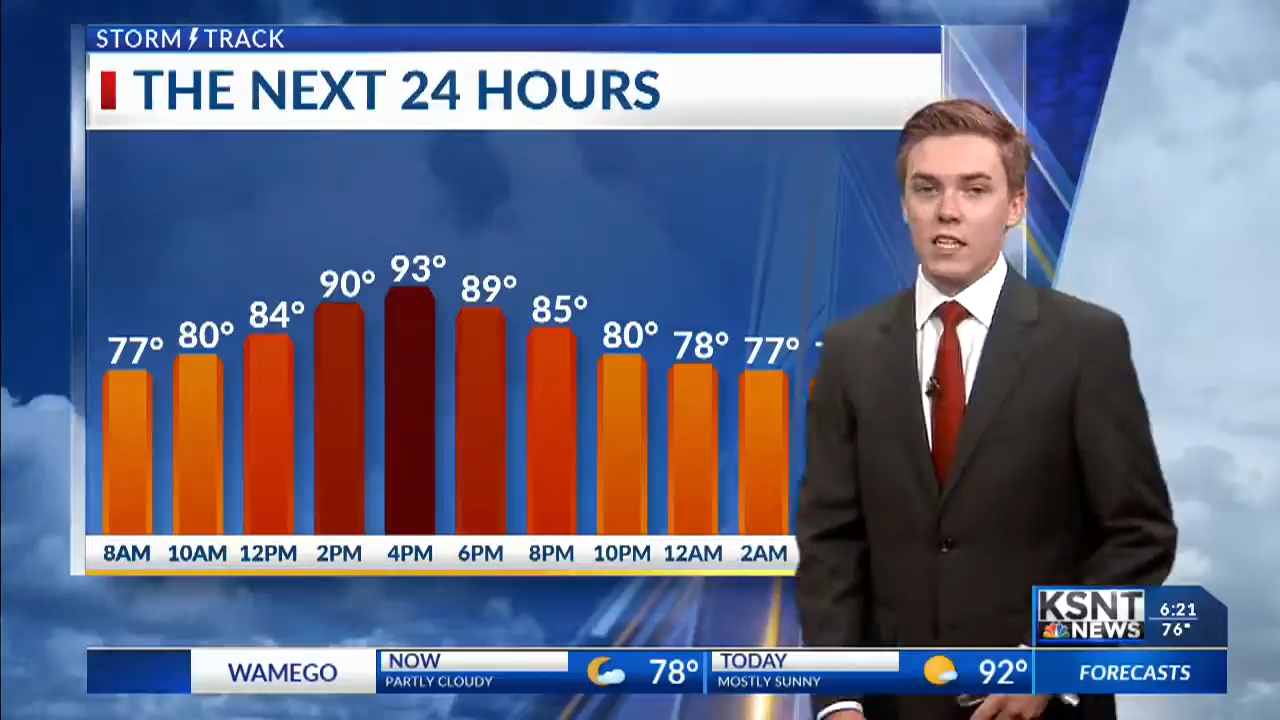 STORM TRACK
THE NEXT 24 HOURS
77° 80° 84° 90° 93° 89° 85° 80° 78° 77°
8AM 10AM 12PM 2PM 4PM 6PM 8PM 10PM 12AM 2AM
KSNT
NEWS
6:21
76°
WAMEGO
NOW
PARTLY CLOUDY
78°
TODAY
MOSTLY SUNNY
92°
FORECASTS